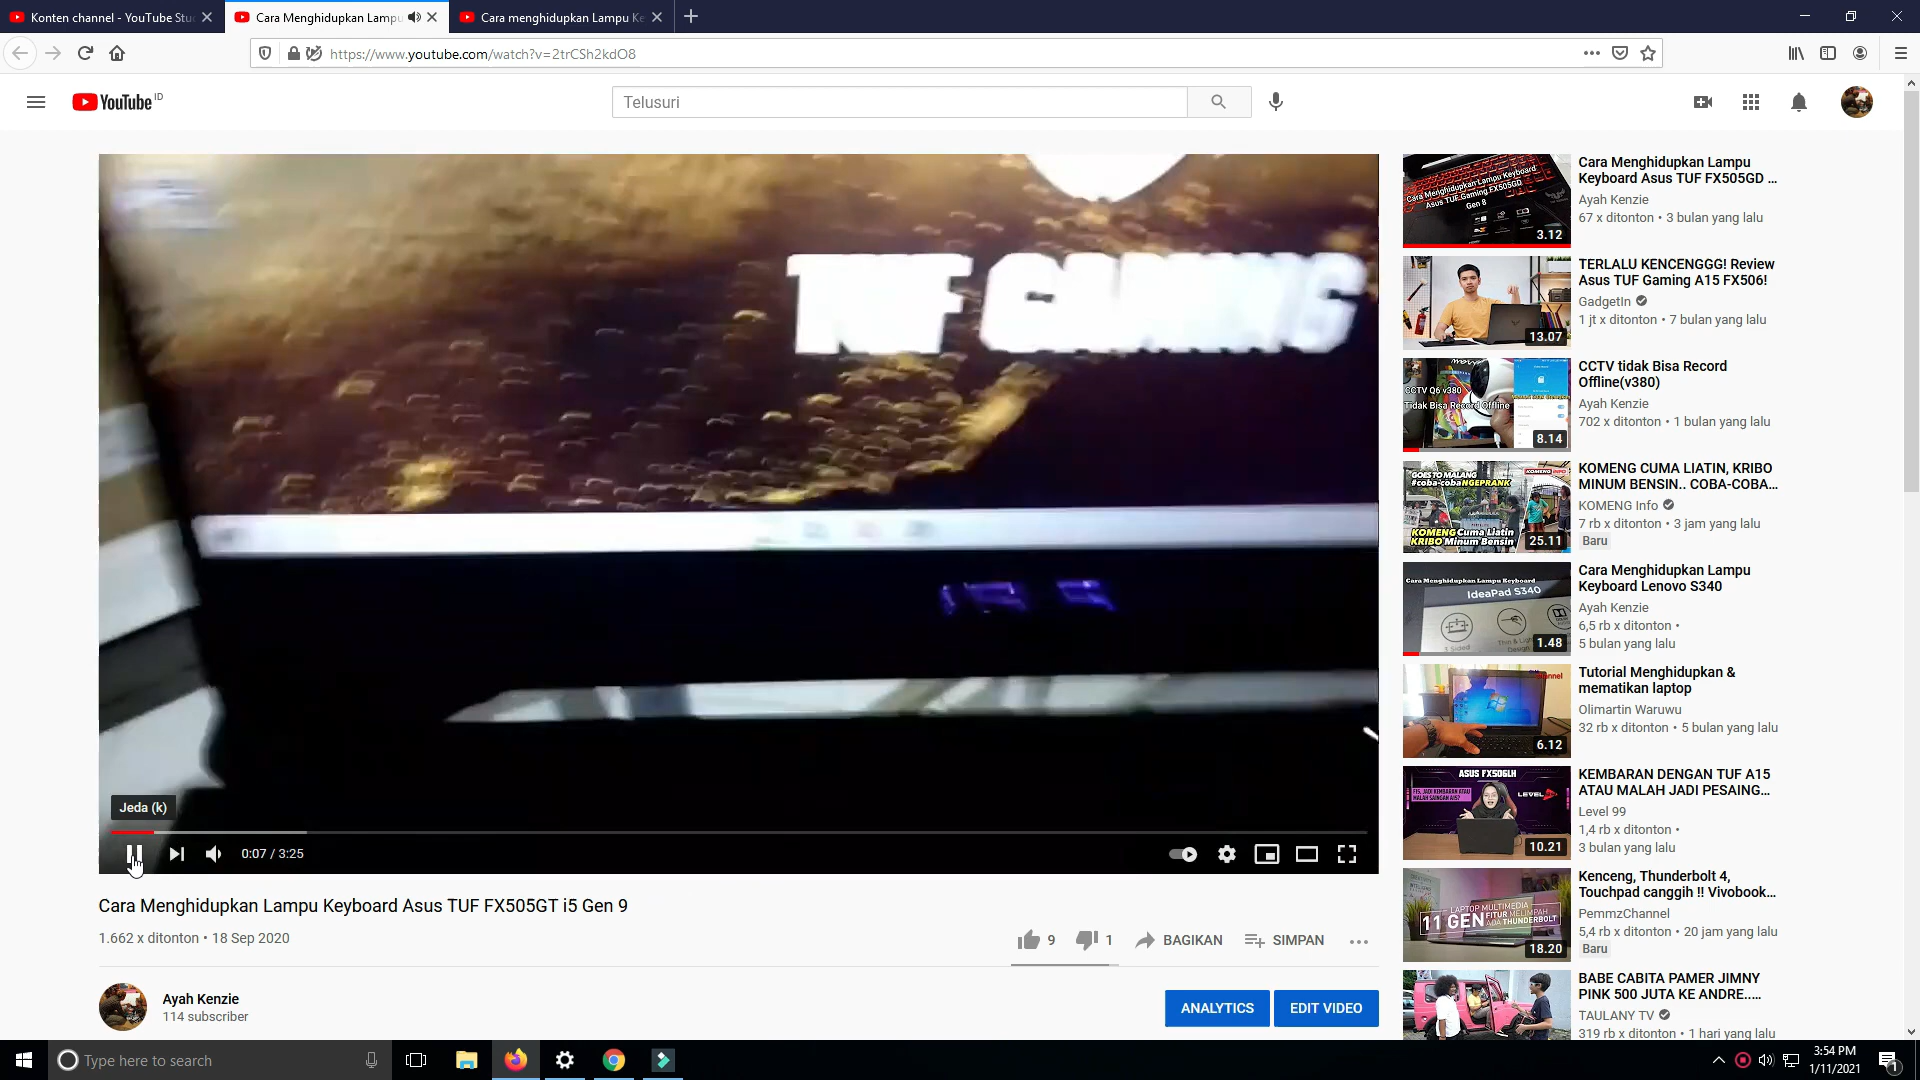 Konten channel - YouTube Stu
Cara Menghidupkan Lampu
Cara menghidupkan Lampu Ke
https://www.youtube.com/watch?v=2trCSh2kdO8
YouTube ID
Telusuri
TUF GAMING
Jeda (k)
0:07 / 3:25
Cara Menghidupkan Lampu Keyboard Asus TUF FX505GT i5 Gen 9
1.662 x ditonton • 18 Sep 2020
9
1
BAGIKAN
SIMPAN
Ayah Kenzie
114 subscriber
ANALYTICS
EDIT VIDEO
Cara Menghidupkan Lampu Keyboard
Asus TUF Gaming FX505GD
Gen 8
3.12
Cara Menghidupkan Lampu
Keyboard Asus TUF FX505GD ...
Ayah Kenzie
67 x ditonton • 3 bulan yang lalu
13.07
TERLALU KENCENGGG! Review
Asus TUF Gaming A15 FX506!
GadgetIn
1 jt x ditonton • 7 bulan yang lalu
CCTV Q6 v380
Tidak Bisa Record Offline
8.14
CCTV tidak Bisa Record
Offline(v380)
Ayah Kenzie
702 x ditonton • 1 bulan yang lalu
GOES TO MALANG
#coba-cobaNGEPRANK
KOMENG INFO
KOMENG Cuma Liatin
KRIBO Minum Bensin
25.11
KOMENG CUMA LIATIN, KRIBO
MINUM BENSIN.. COBA-COBA...
KOMENG Info
7 rb x ditonton • 3 jam yang lalu
Baru
Cara Menghidupkan Lampu Keyboard
IdeaPad S340
1.48
Cara Menghidupkan Lampu
Keyboard Lenovo S340
Ayah Kenzie
6,5 rb x ditonton •
5 bulan yang lalu
6.12
Tutorial Menghidupkan &
mematikan laptop
Olimartin Waruwu
32 rb x ditonton • 5 bulan yang lalu
ASUS FX506LH
LEVEL
10.21
KEMBARAN DENGAN TUF A15
ATAU MALAH JADI PESAING...
Level 99
1,4 rb x ditonton •
3 bulan yang lalu
LAPTOP MULTIMEDIA
11 GEN FITUR MELIMPAH
ADA THUNDERBOLT
18.20
Kenceng, Thunderbolt 4,
Touchpad canggih !! Vivobook...
PemmzChannel
5,4 rb x ditonton • 20 jam yang lalu
Baru
BABE CABITA PAMER JIMNY
PINK 500 JUTA KE ANDRE.....
TAULANY TV
319 rb x ditonton • 1 hari yang lalu
Type here to search
3:54 PM
1/11/2021
1